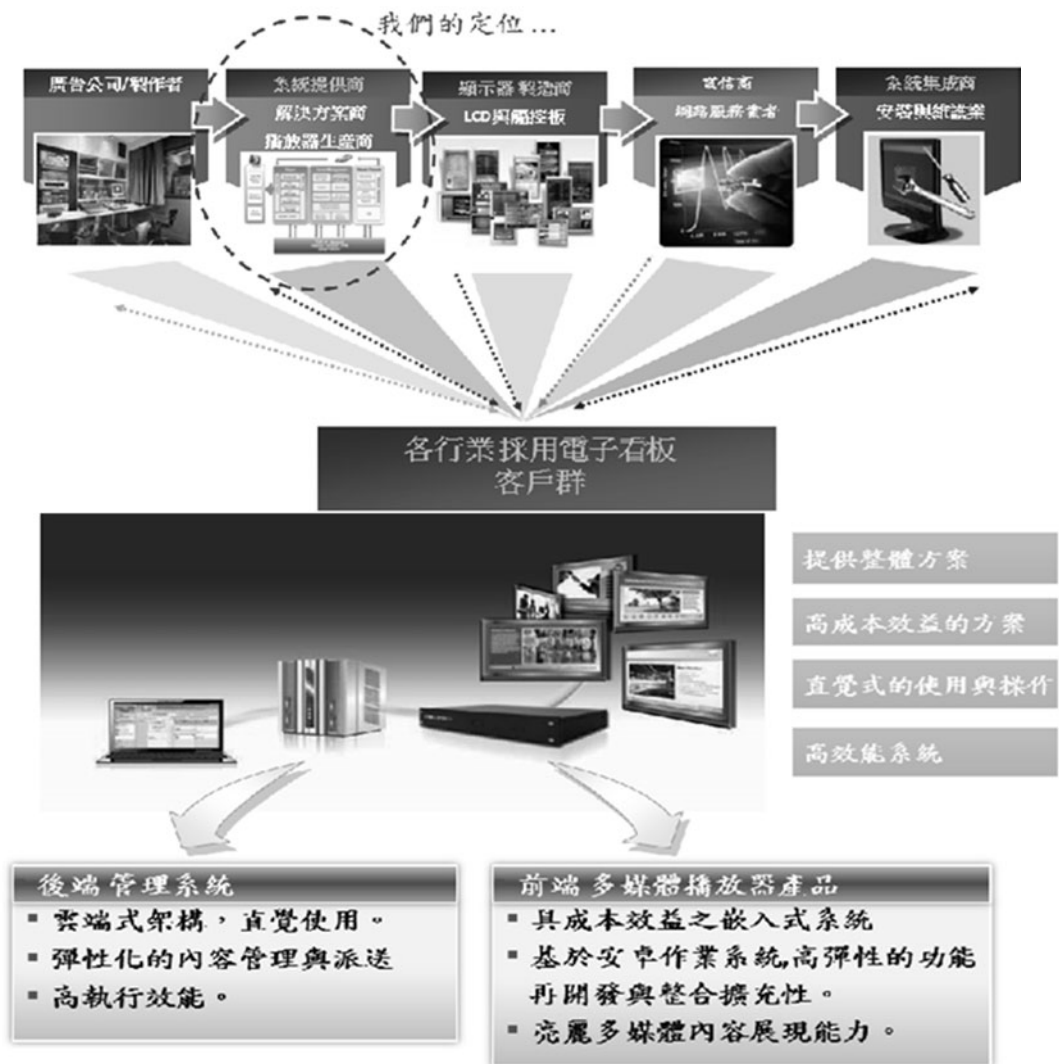 我們的定位...
廣告公司/製作者
系統提供商
解決方案商
播放器生產商
顯示器製造商
LCD與觸控板
電信商
網路服務業者
系統集成商
安裝與維護業
各行業採用電子看板
客戶群
提供整體方案
高成本效益的方案
直覺式的使用與操作
高效能系統
後端管理系統
▪ 雲端式架構，直覺使用。
▪ 彈性化的內容管理與派送
▪ 高執行效能。
前端多媒體播放器產品
▪ 具成本效益之嵌入式系統
▪ 基於安卓作業系統,高彈性的功能
再開發與整合擴充性。
▪ 亮麗多媒體內容展現能力。